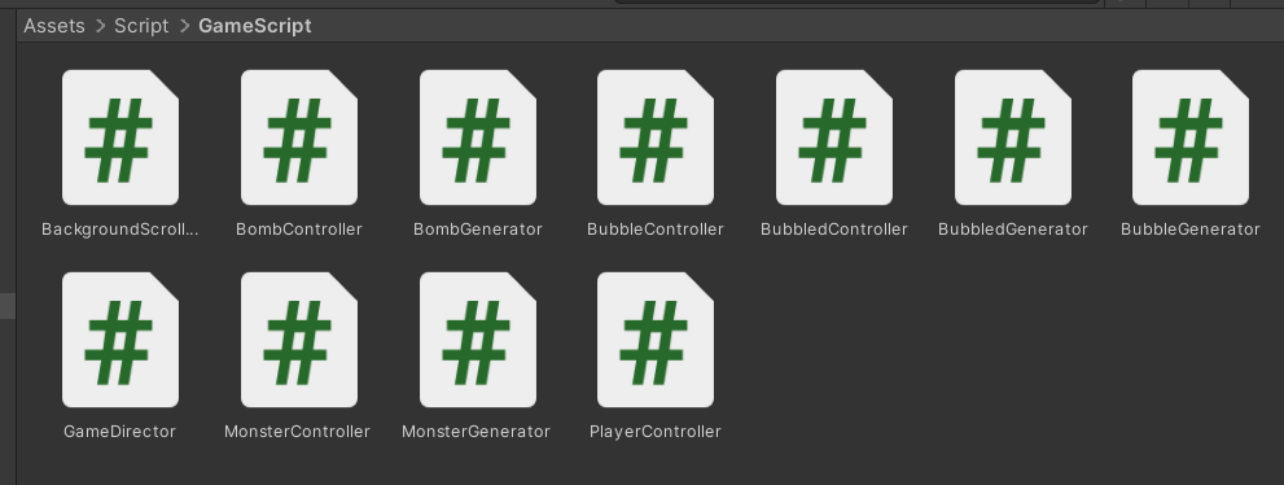 Assets > Script > GameScript
BackgroundScroll... BombController BombGenerator BubbleController BubbledController BubbledGenerator BubbleGenerator
GameDirector MonsterController MonsterGenerator PlayerController